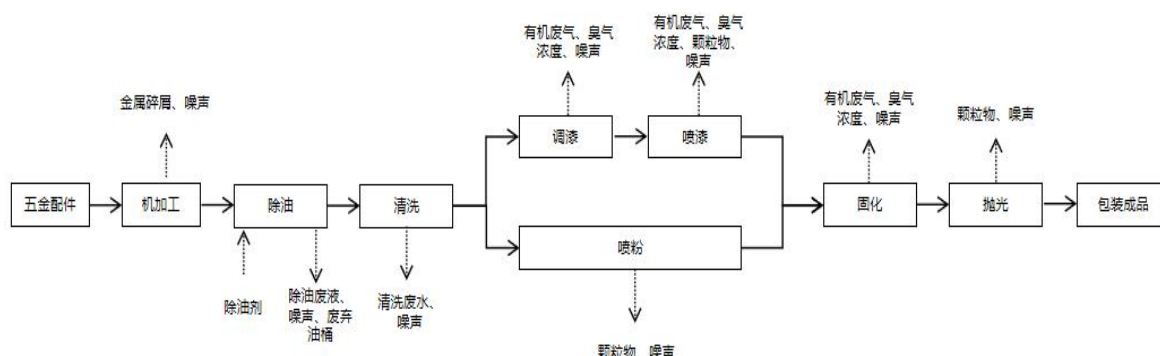 有机废气、臭气
浓度、噪声
有机废气、臭气
浓度、颗粒物、
噪声
金属碎屑、噪声
有机废气、臭气
浓度、噪声
颗粒物、噪声
调漆
喷漆
五金配件
机加工
除油
清洗
固化
抛光
包装成品
喷粉
除油剂
除油废液、
噪声、废弃
油桶
清洗废水、
噪声
颗粒物、噪声